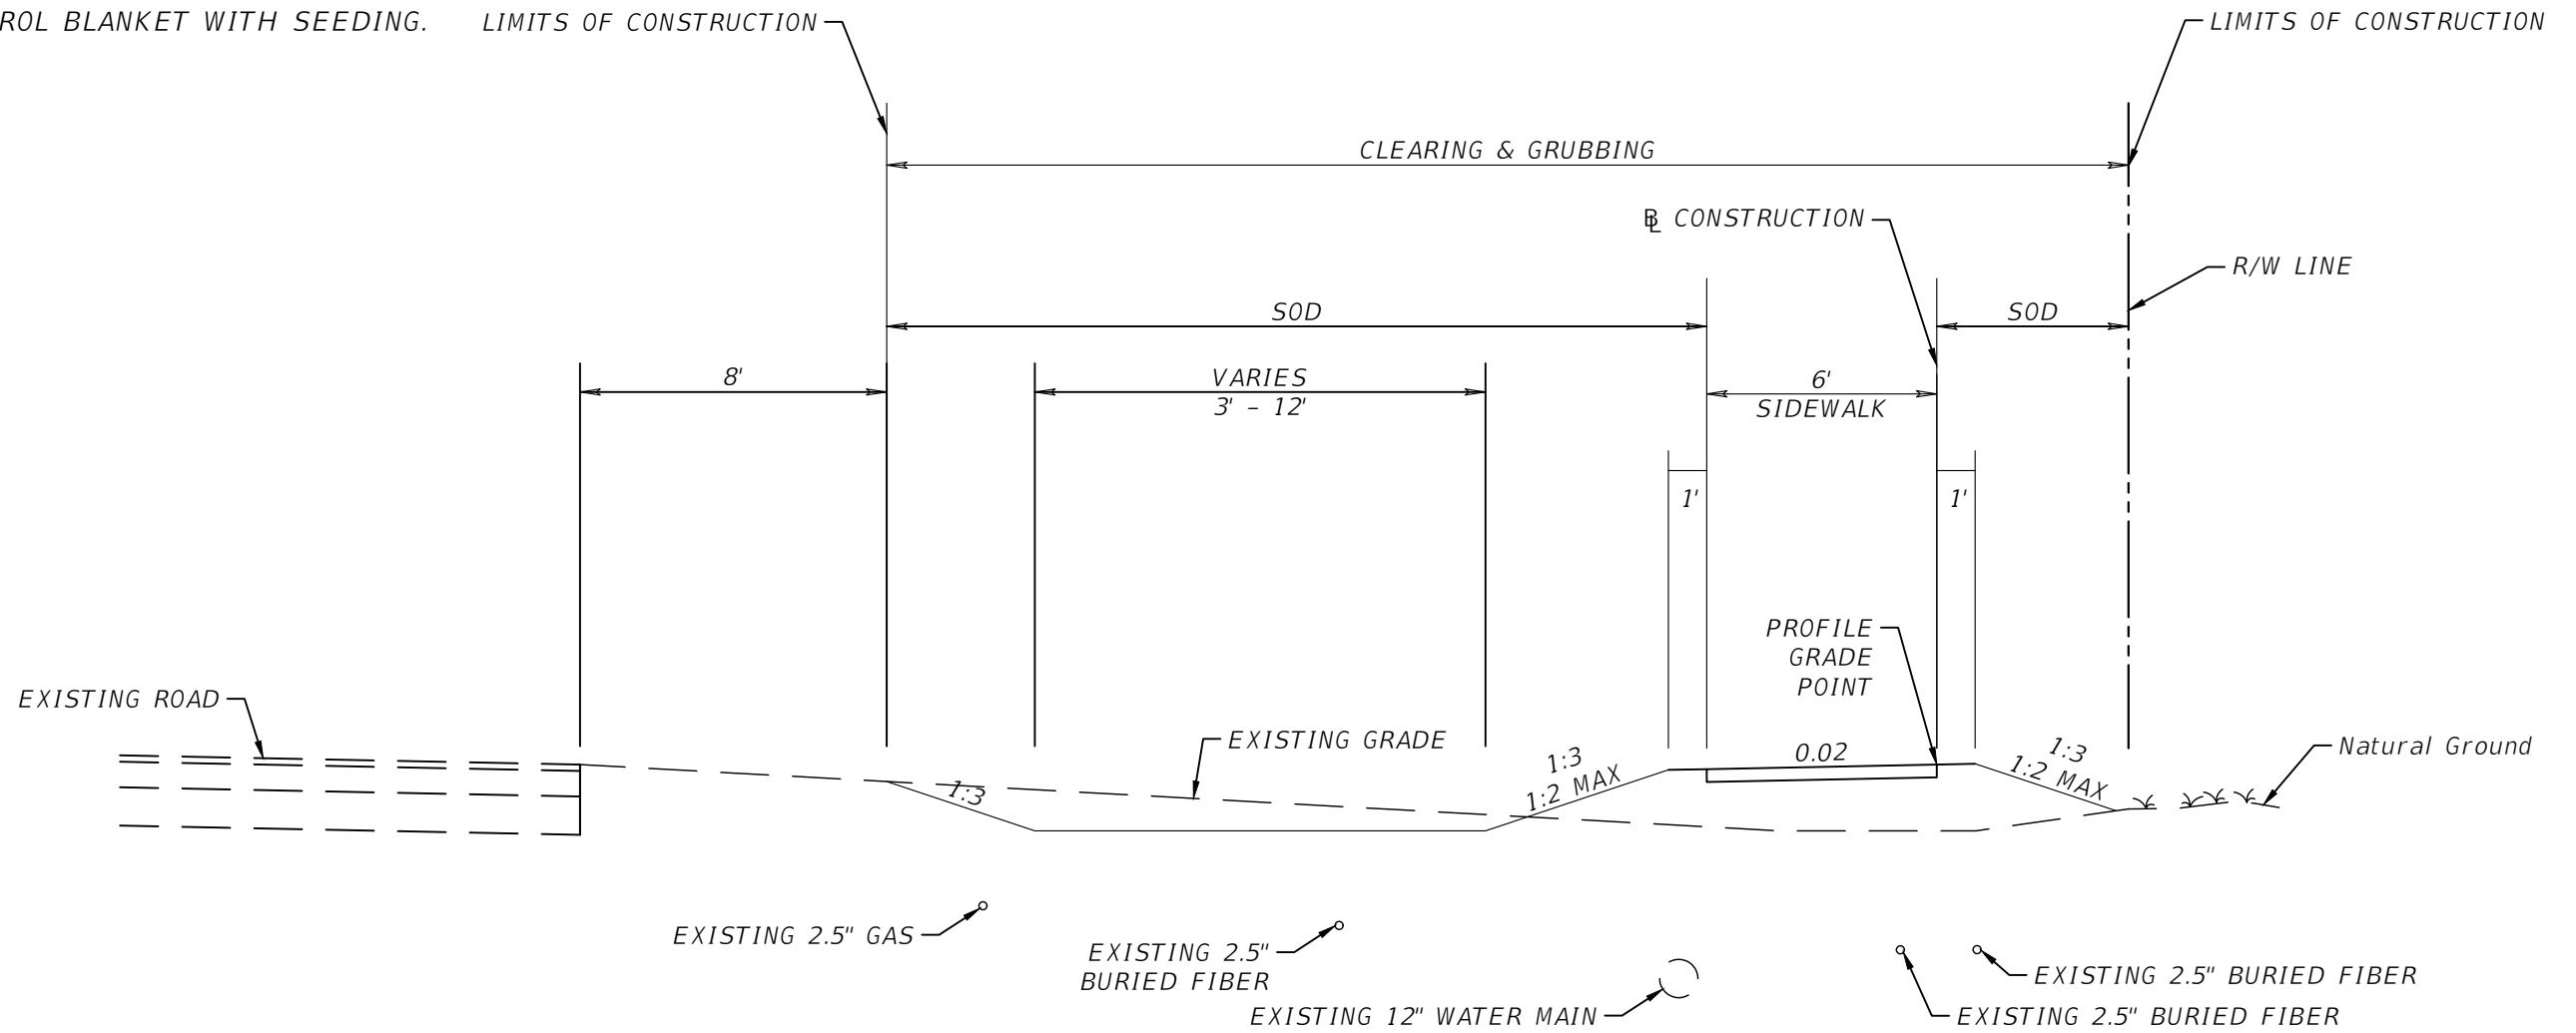 ROL BLANKET WITH SEEDING.
LIMITS OF CONSTRUCTION
LIMITS OF CONSTRUCTION
CLEARING & GRUBBING
BL CONSTRUCTION
R/W LINE
SOD
SOD
8'
VARIES
3' - 12'
6'
SIDEWALK
1'
1'
PROFILE
GRADE
POINT
EXISTING ROAD
EXISTING GRADE
1:3
1:3
1:2 MAX
0.02
1:3
1:2 MAX
Natural Ground
EXISTING 2.5" GAS
EXISTING 2.5"
BURIED FIBER
EXISTING 12" WATER MAIN
EXISTING 2.5" BURIED FIBER
EXISTING 2.5" BURIED FIBER